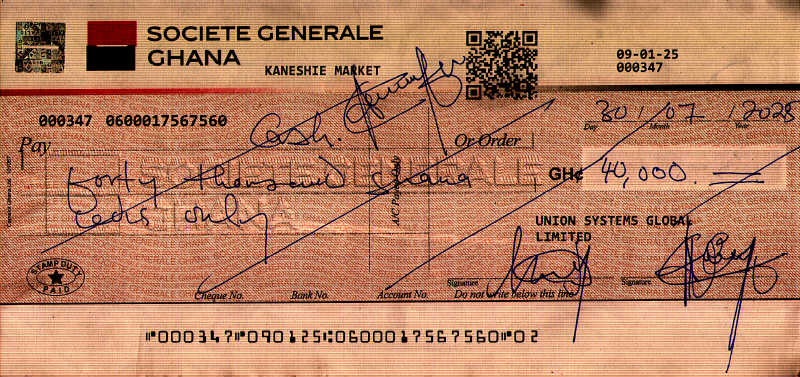 SOCIETE GENERALE
GHANA
KANESHIE MARKET
09-01-25
000347
000347 0600017567560
30 / 07 / 2025
Day Month Year
Pay Cash. Or Order
forty thousand Ghana
cedis only
GH¢ 40,000.
A/C Payee Only
UNION SYSTEMS GLOBAL
LIMITED
STAMP DUTY
PAID
Signature Signature
Cheque No. Bank No. Account No. Do not write below this line
⑈000347⑈090125⑆0600017567560⑈02